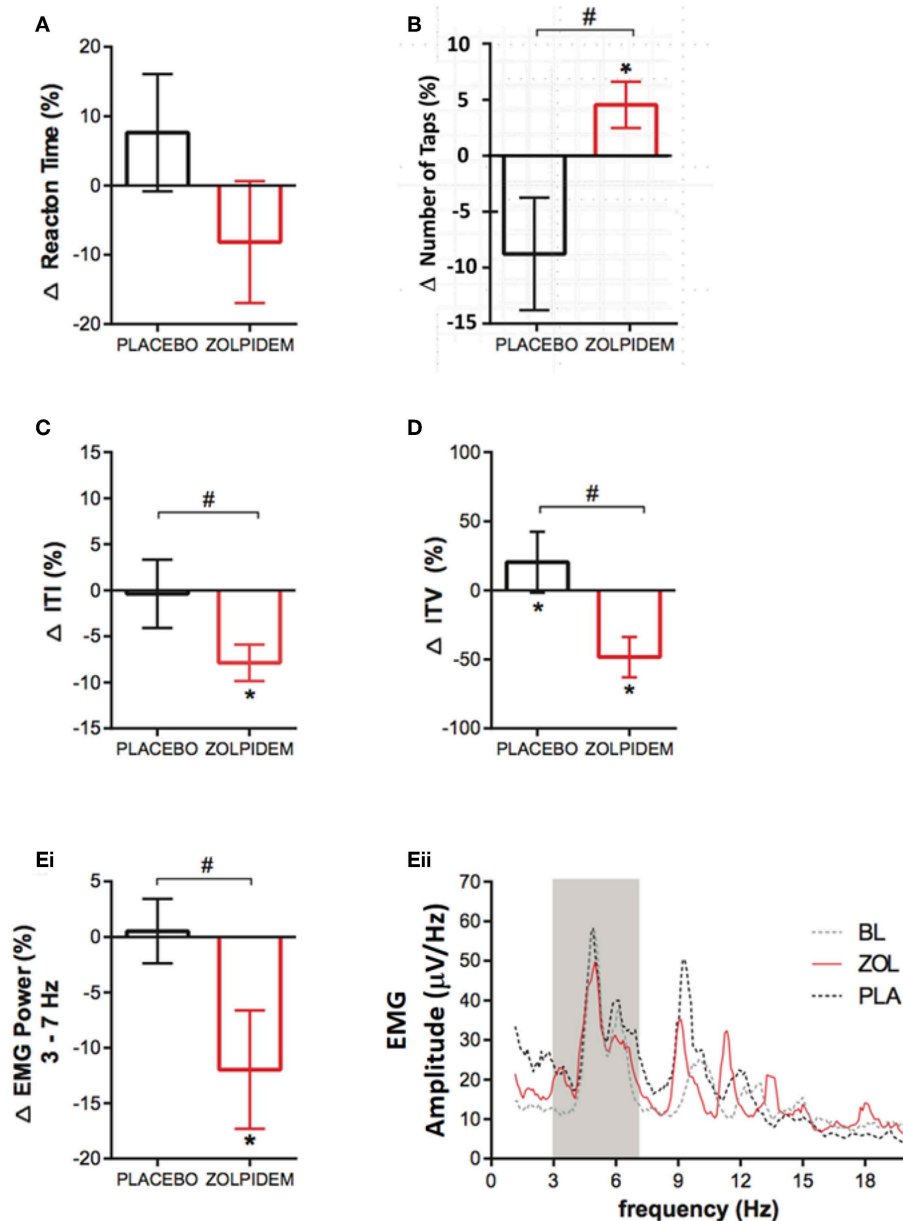 A
Δ Reacton Time (%)
20
10
0
-10
-20
PLACEBO ZOLPIDEM
B
#
Δ Number of Taps (%)
10
5
0
-5
-10
-15
*
PLACEBO ZOLPIDEM
C
Δ ITI (%)
15
10
5
0
-5
-10
-15
#
*
PLACEBO ZOLPIDEM
D
Δ ITV (%)
100
50
0
-50
-100
#
*
*
PLACEBO ZOLPIDEM
Ei
Δ EMG Power (%)
3 - 7 Hz
5
0
-5
-10
-15
-20
#
*
PLACEBO ZOLPIDEM
Eii
EMG
Amplitude (μV/Hz)
70
60
50
40
30
20
10
0
BL
ZOL
PLA
0 3 6 9 12 15 18
frequency (Hz)